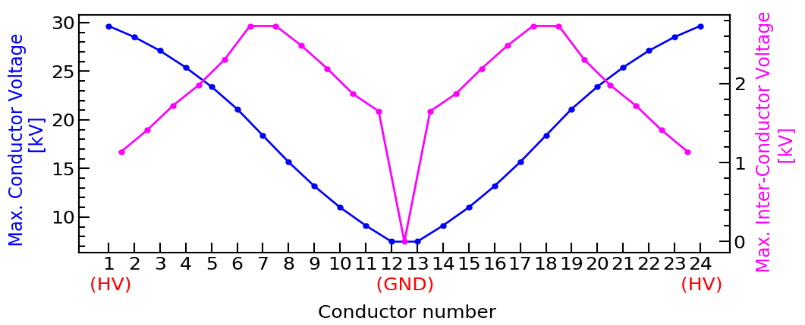 30
25
20
15
10
Max. Conductor Voltage
[kV]
2
1
0
Max. Inter-Conductor Voltage
[kV]
1 2 3 4 5 6 7 8 9 10 11 12 13 14 15 16 17 18 19 20 21 22 23 24
(HV) (GND) (HV)
Conductor number